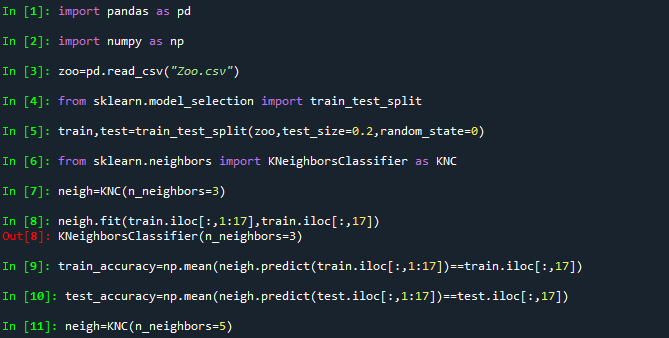 In [1]: import pandas as pd
In [2]: import numpy as np
In [3]: zoo=pd.read_csv("Zoo.csv")
In [4]: from sklearn.model_selection import train_test_split
In [5]: train,test=train_test_split(zoo,test_size=0.2,random_state=0)
In [6]: from sklearn.neighbors import KNeighborsClassifier as KNC
In [7]: neigh=KNC(n_neighbors=3)
In [8]: neigh.fit(train.iloc[:,1:17],train.iloc[:,17])
Out[8]: KNeighborsClassifier(n_neighbors=3)
In [9]: train_accuracy=np.mean(neigh.predict(train.iloc[:,1:17])==train.iloc[:,17])
In [10]: test_accuracy=np.mean(neigh.predict(test.iloc[:,1:17])==test.iloc[:,17])
In [11]: neigh=KNC(n_neighbors=5)